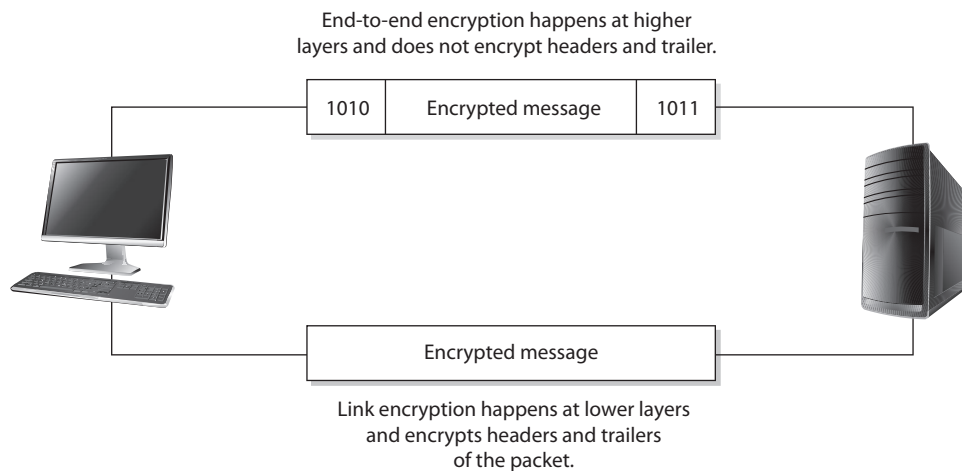 End-to-end encryption happens at higher
layers and does not encrypt headers and trailer.
1010 Encrypted message 1011
Encrypted message
Link encryption happens at lower layers
and encrypts headers and trailers
of the packet.